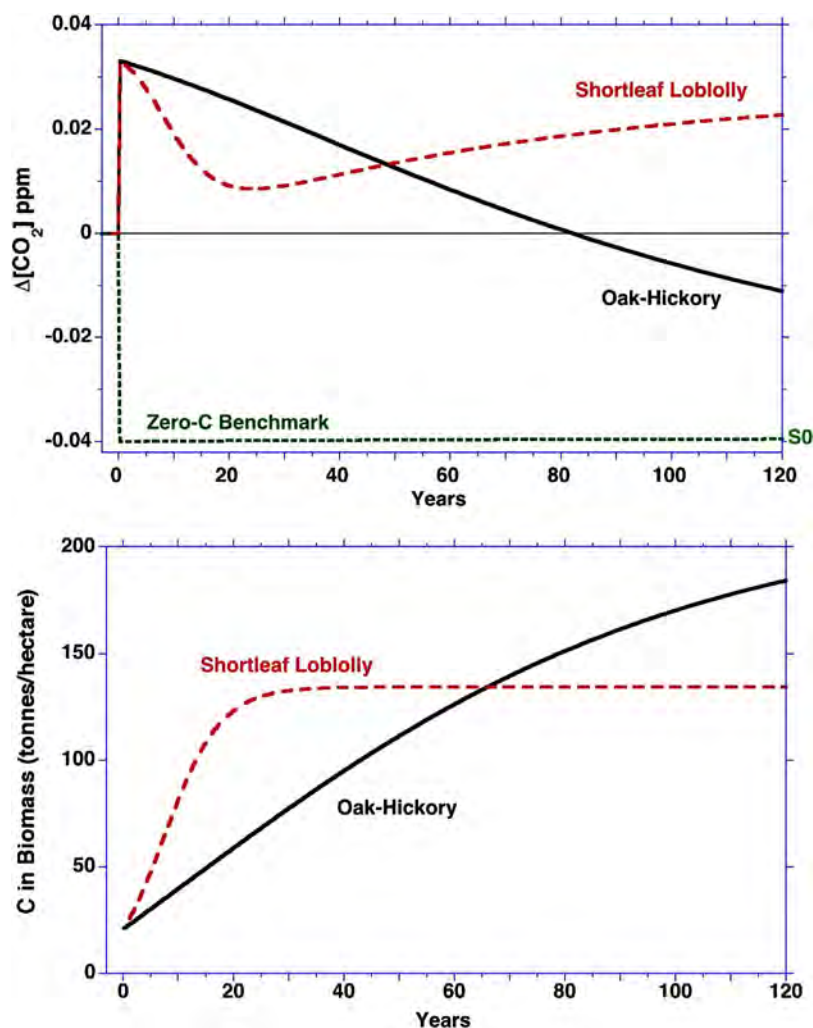 0.04
0.02
0
-0.02
-0.04
Δ[CO2] ppm
Shortleaf Loblolly
Oak-Hickory
Zero-C Benchmark
S0
0 20 40 60 80 100 120
Years
200
150
100
50
0
C in Biomass (tonnes/hectare)
Shortleaf Loblolly
Oak-Hickory
0 20 40 60 80 100 120
Years